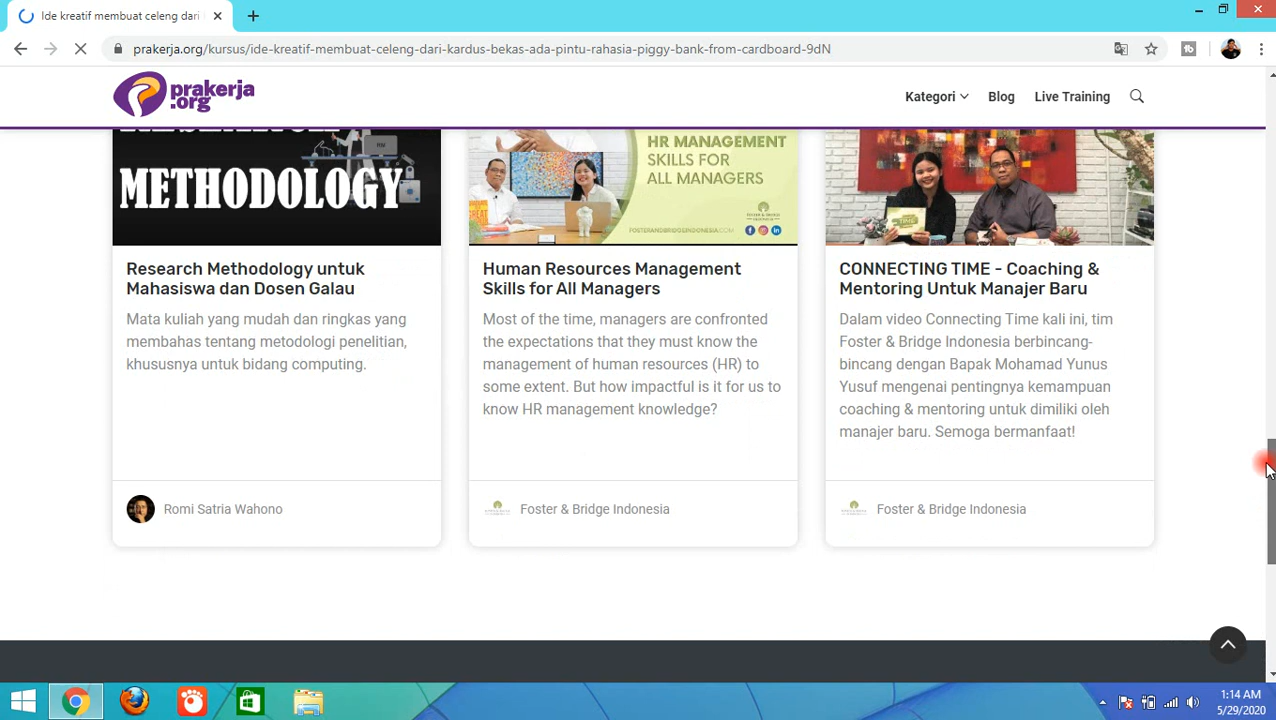 Ide kreatif membuat celeng dari
prakerja.org/kursus/ide-kreatif-membuat-celeng-dari-kardus-bekas-ada-pintu-rahasia-piggy-bank-from-cardboard-9dN
prakerja
.org
Kategori
Blog
Live Training
METHODOLOGY
RM
HR MANAGEMENT
SKILLS FOR
ALL MANAGERS
FOSTERANDBRIDGEINDONESIA.COM
Research Methodology untuk
Mahasiswa dan Dosen Galau
Mata kuliah yang mudah dan ringkas yang
membahas tentang metodologi penelitian,
khususnya untuk bidang computing.
Romi Satria Wahono
Human Resources Management
Skills for All Managers
Most of the time, managers are confronted
the expectations that they must know the
management of human resources (HR) to
some extent. But how impactful is it for us to
know HR management knowledge?
Foster & Bridge Indonesia
CONNECTING TIME - Coaching &
Mentoring Untuk Manajer Baru
Dalam video Connecting Time kali ini, tim
Foster & Bridge Indonesia berbincang-
bincang dengan Bapak Mohamad Yunus
Yusuf mengenai pentingnya kemampuan
coaching & mentoring untuk dimiliki oleh
manajer baru. Semoga bermanfaat!
Foster & Bridge Indonesia
1:14 AM
5/29/2020